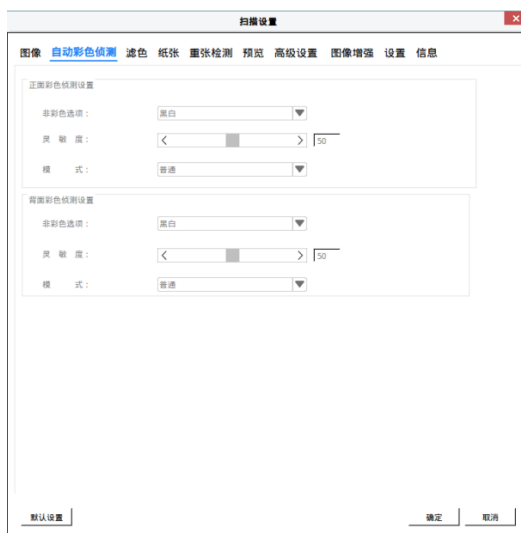 扫描设置
图像 自动彩色侦测 滤色 纸张 重张检测 预览 高级设置 图像增强 设置 信息
正面彩色侦测设置
非彩色选项： 黑白
灵 敏 度： 50
模 式： 普通
背面彩色侦测设置
非彩色选项： 黑白
灵 敏 度： 50
模 式： 普通
默认设置 确定 取消